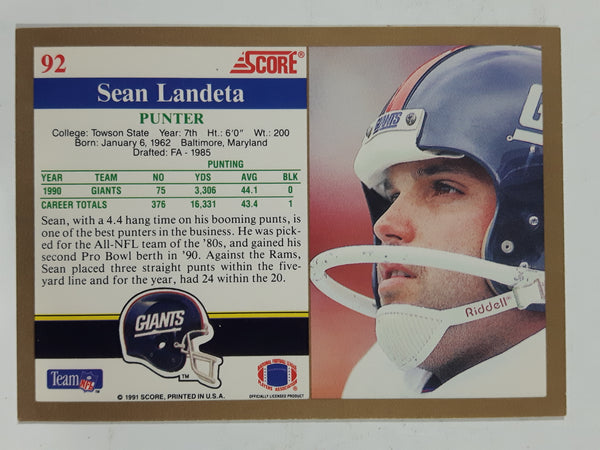 92
SCORE®
Sean Landeta
PUNTER
College: Towson State Year: 7th Ht.: 6'0" Wt.: 200
Born: January 6, 1962 Baltimore, Maryland
Drafted: FA - 1985
PUNTING
YEAR TEAM NO YDS AVG BLK
1990 GIANTS 75 3,306 44.1 0
CAREER TOTALS 376 16,331 43.4 1
Sean, with a 4.4 hang time on his booming punts, is
one of the best punters in the business. He was pick-
ed for the All-NFL team of the '80s, and gained his
second Pro Bowl berth in '90. Against the Rams,
Sean placed three straight punts within the five-
yard line and for the year, had 24 within the 20.
GIANTS
TM
Team NFL
TM
© 1991 SCORE, PRINTED IN U.S.A.
OFFICIALLY LICENSED PRODUCT
GIANTS
Riddell